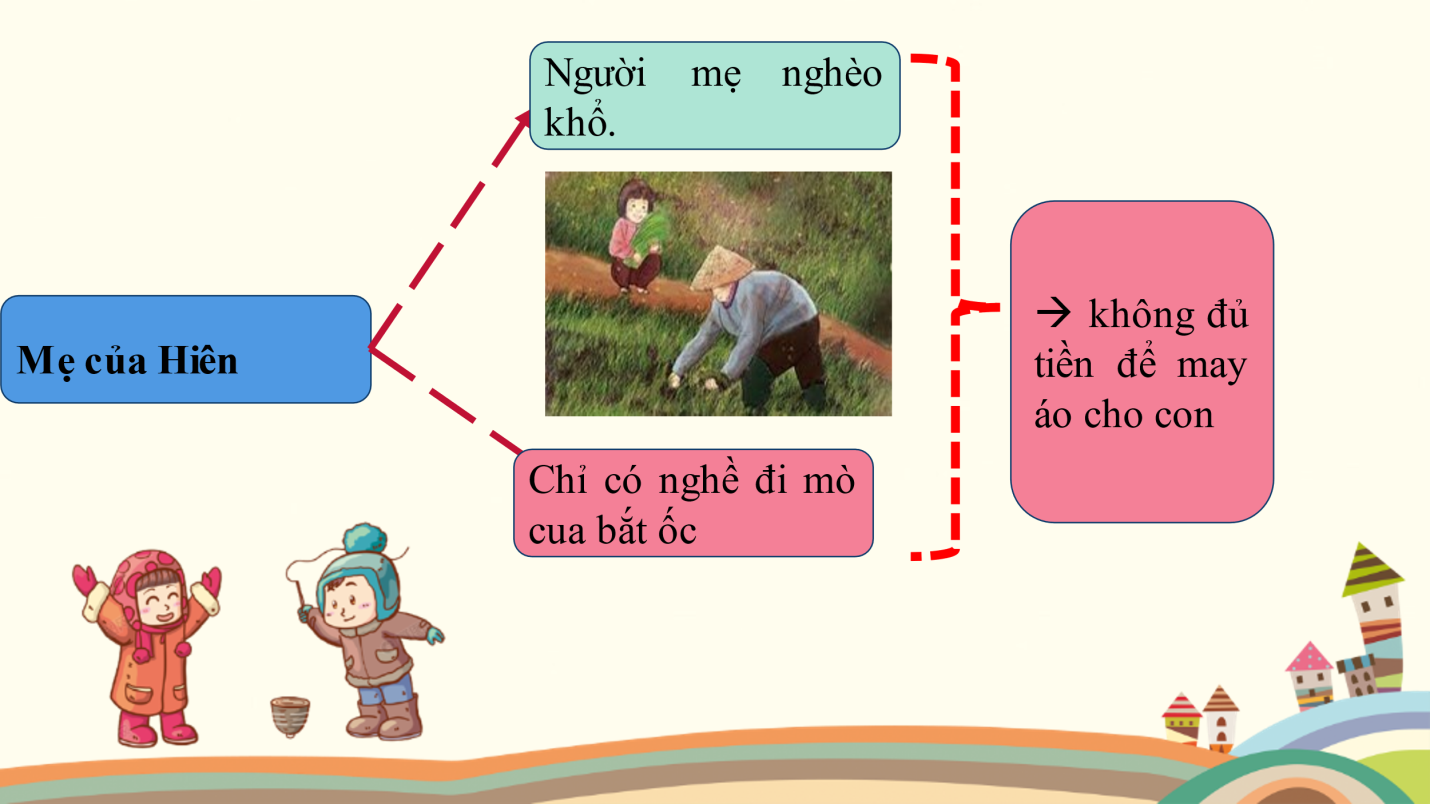 Người mẹ nghèo
khổ.
Mẹ của Hiên
Chỉ có nghề đi mò
cua bắt ốc
→ không đủ
tiền để may
áo cho con